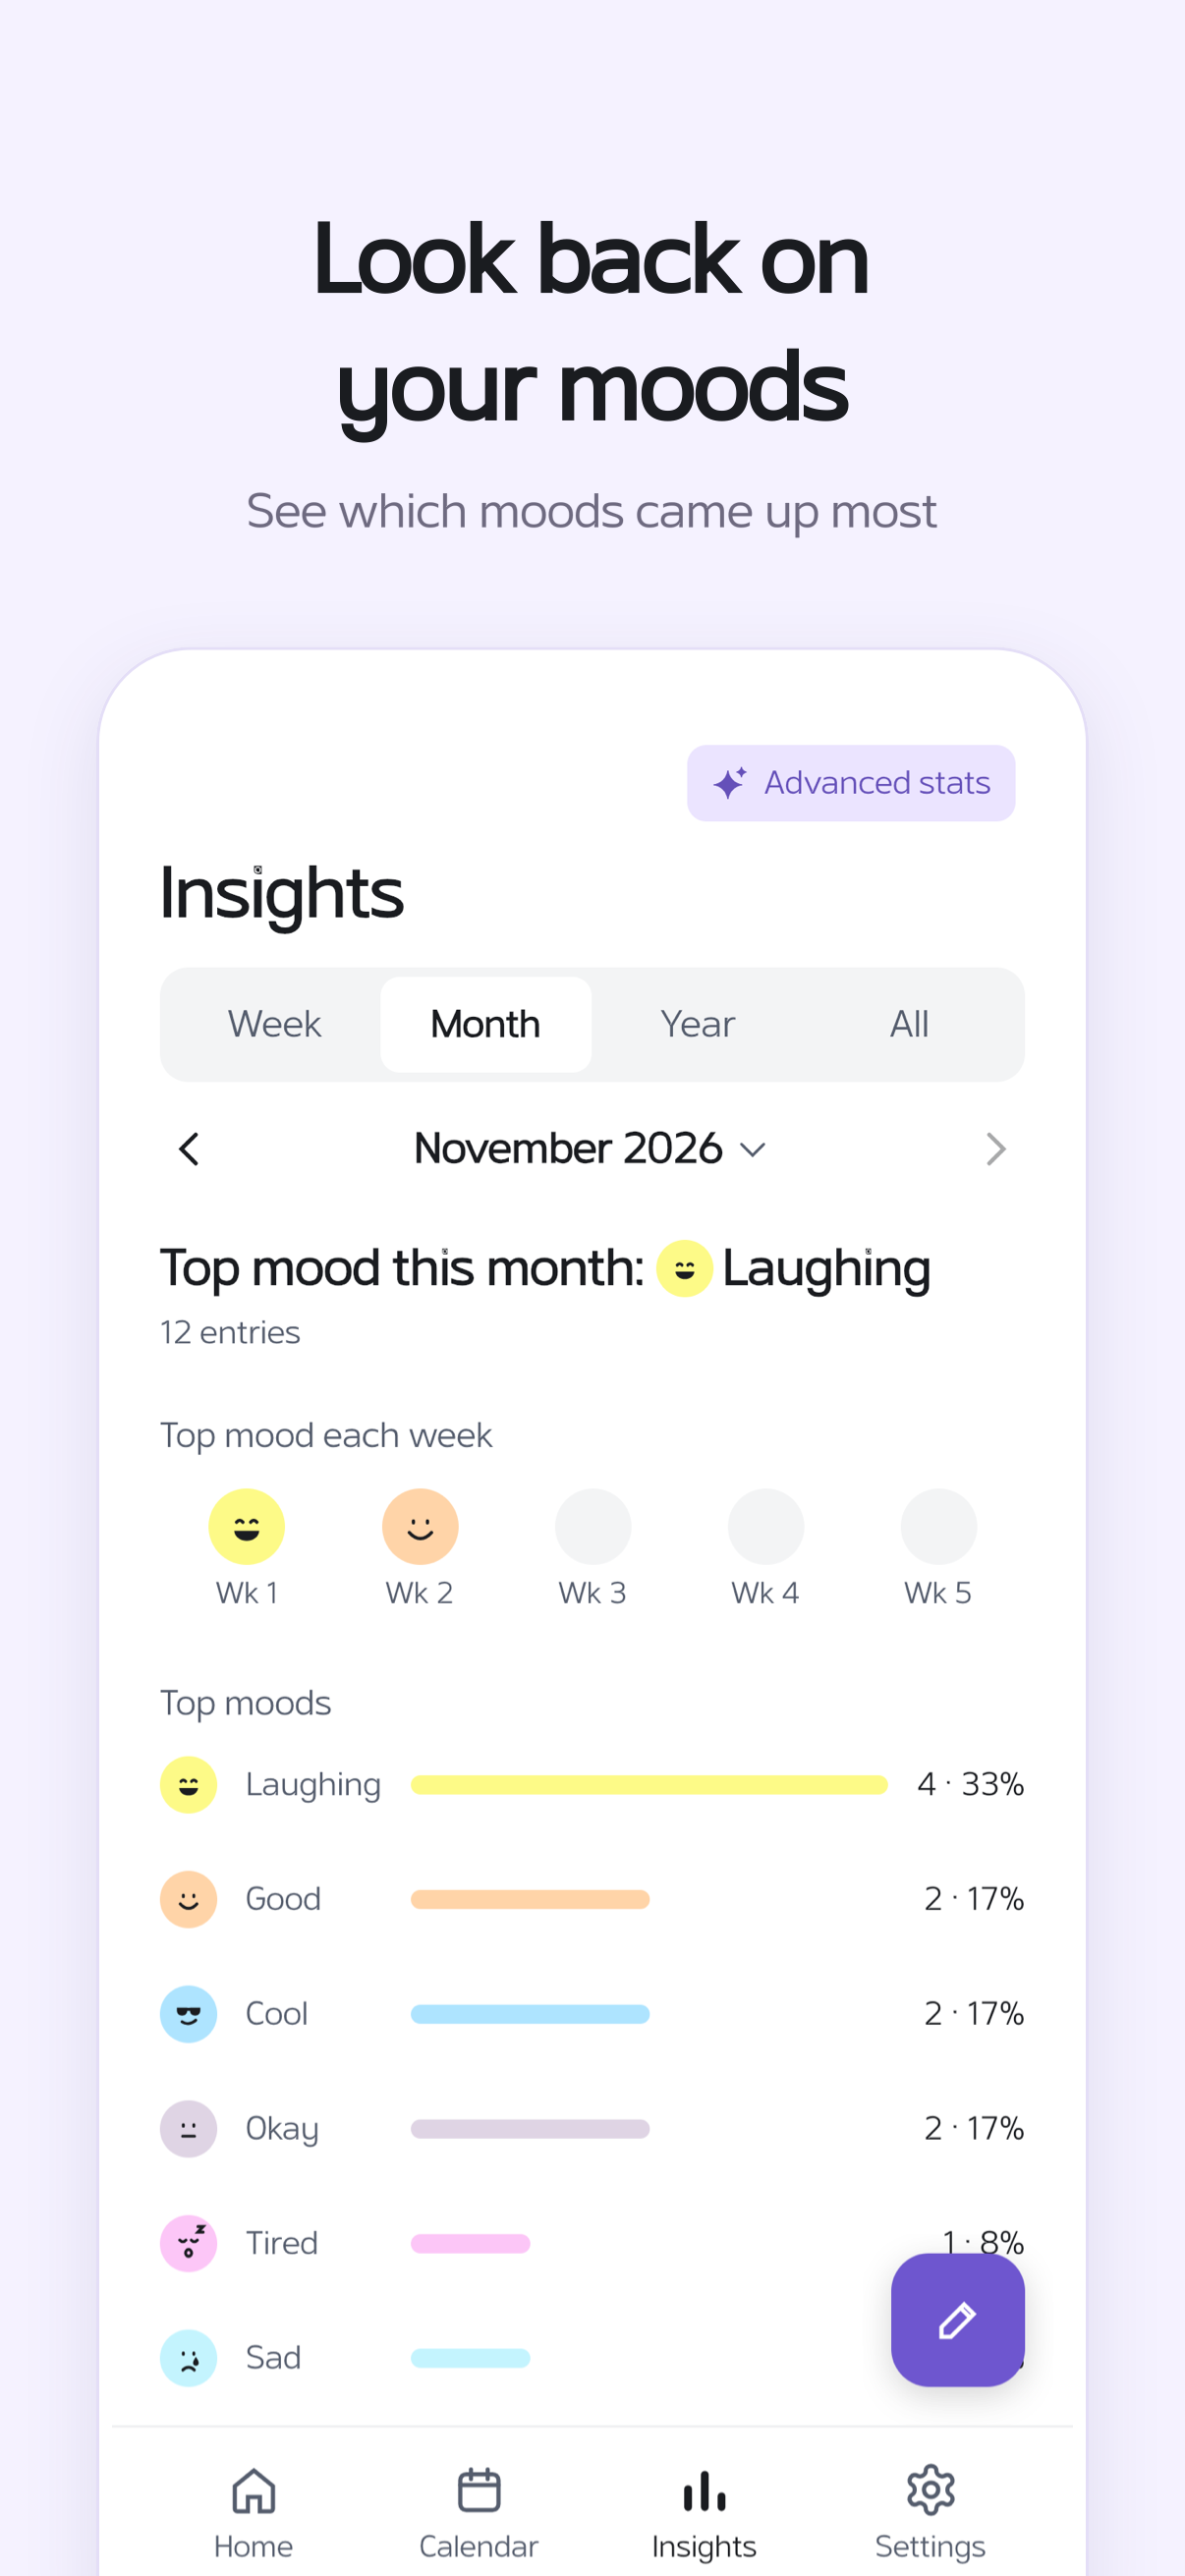 Look back on
your moods
See which moods came up most
Advanced stats
Insights
Week Month Year All
November 2026
Top mood this month: Laughing
12 entries
Top mood each week
Wk 1 Wk 2 Wk 3 Wk 4 Wk 5
Top moods
Laughing 4 · 33%
Good 2 · 17%
Cool 2 · 17%
Okay 2 · 17%
Tired 1 · 8%
Sad
Home Calendar Insights Settings